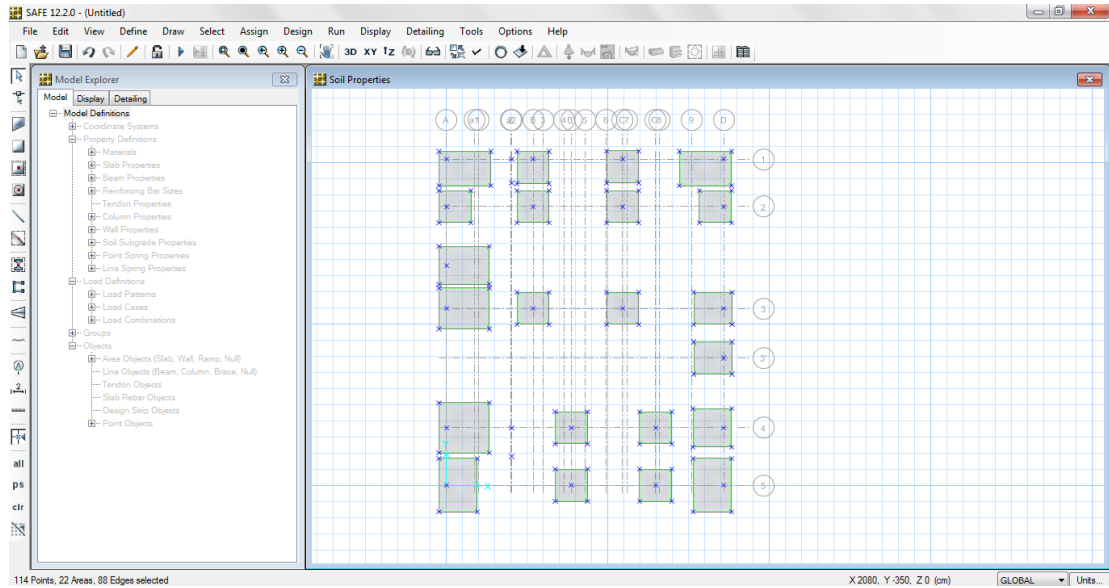 SAFE 12.2.0 - (Untitled)
File Edit View Define Draw Select Assign Design Run Display Detailing Tools Options Help
3D XY
Model Explorer
Soil Properties
Model Display Detailing
Model Definitions
Coordinate Systems
Property Definitions
Materials
Slab Properties
Beam Properties
Reinforcing Bar Sizes
Tendon Properties
Column Properties
Wall Properties
Soil Subgrade Properties
Point Spring Properties
Line Spring Properties
Load Definitions
Load Patterns
Load Cases
Load Combinations
Groups
Objects
Area Objects (Slab, Wall, Ramp, Null)
Line Objects (Beam, Column, Brace, Null)
Tendon Objects
Slab Rebar Objects
Design Strip Objects
Point Objects
all
ps
clr
A B 3 4 5 6 9 D
1
2
3
3'
4
5
Y
X
114 Points, 22 Areas, 88 Edges selected
X 2080, Y -350, Z 0 (cm)
GLOBAL
Units...